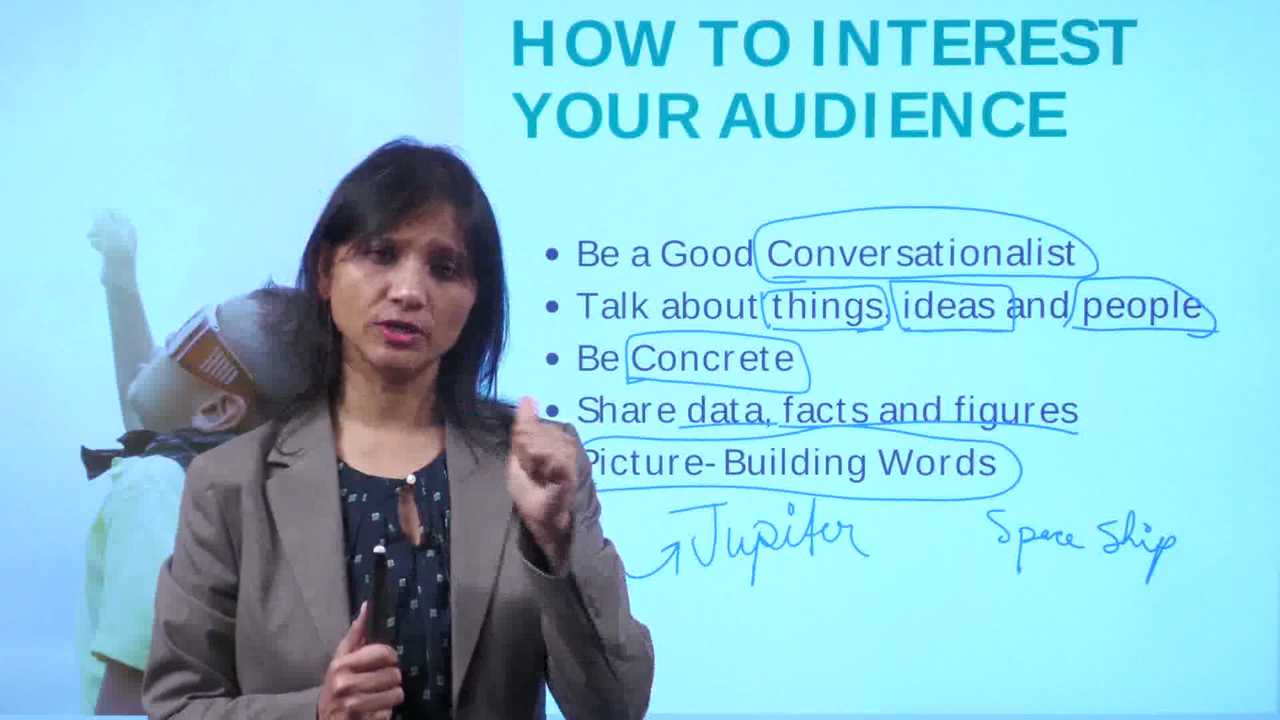 HOW TO INTEREST
YOUR AUDIENCE
• Be a Good Conversationalist
• Talk about things, ideas and people
• Be Concrete
• Share data, facts and figures
Picture-Building Words
Jupiter Space Ship